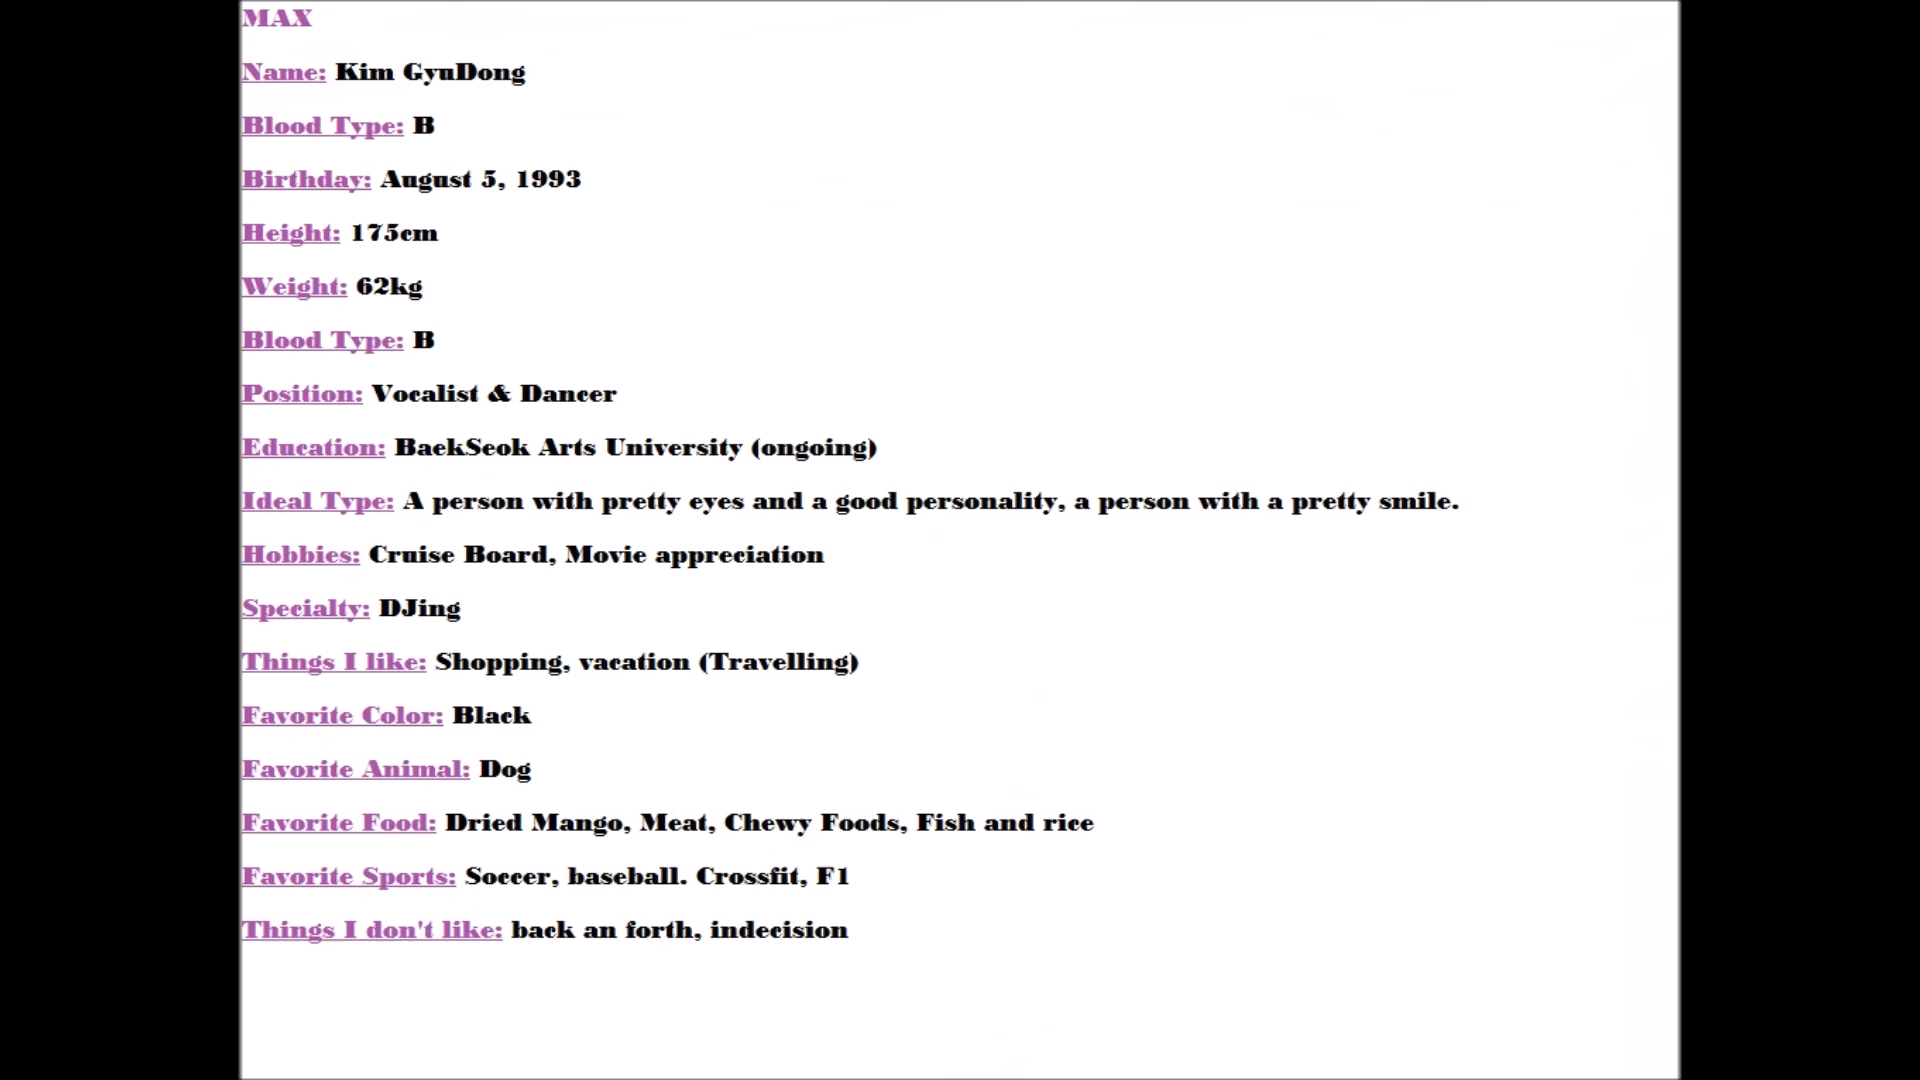 MAX
Name: Kim GyuDong
Blood Type: B
Birthday: August 5, 1993
Height: 175cm
Weight: 62kg
Blood Type: B
Position: Vocalist & Dancer
Education: BaekSeok Arts University (ongoing)
Ideal Type: A person with pretty eyes and a good personality, a person with a pretty smile.
Hobbies: Cruise Board, Movie appreciation
Specialty: DJing
Things I like: Shopping, vacation (Travelling)
Favorite Color: Black
Favorite Animal: Dog
Favorite Food: Dried Mango, Meat, Chewy Foods, Fish and rice
Favorite Sports: Soccer, baseball. Crossfit, F1
Things I don't like: back an forth, indecision